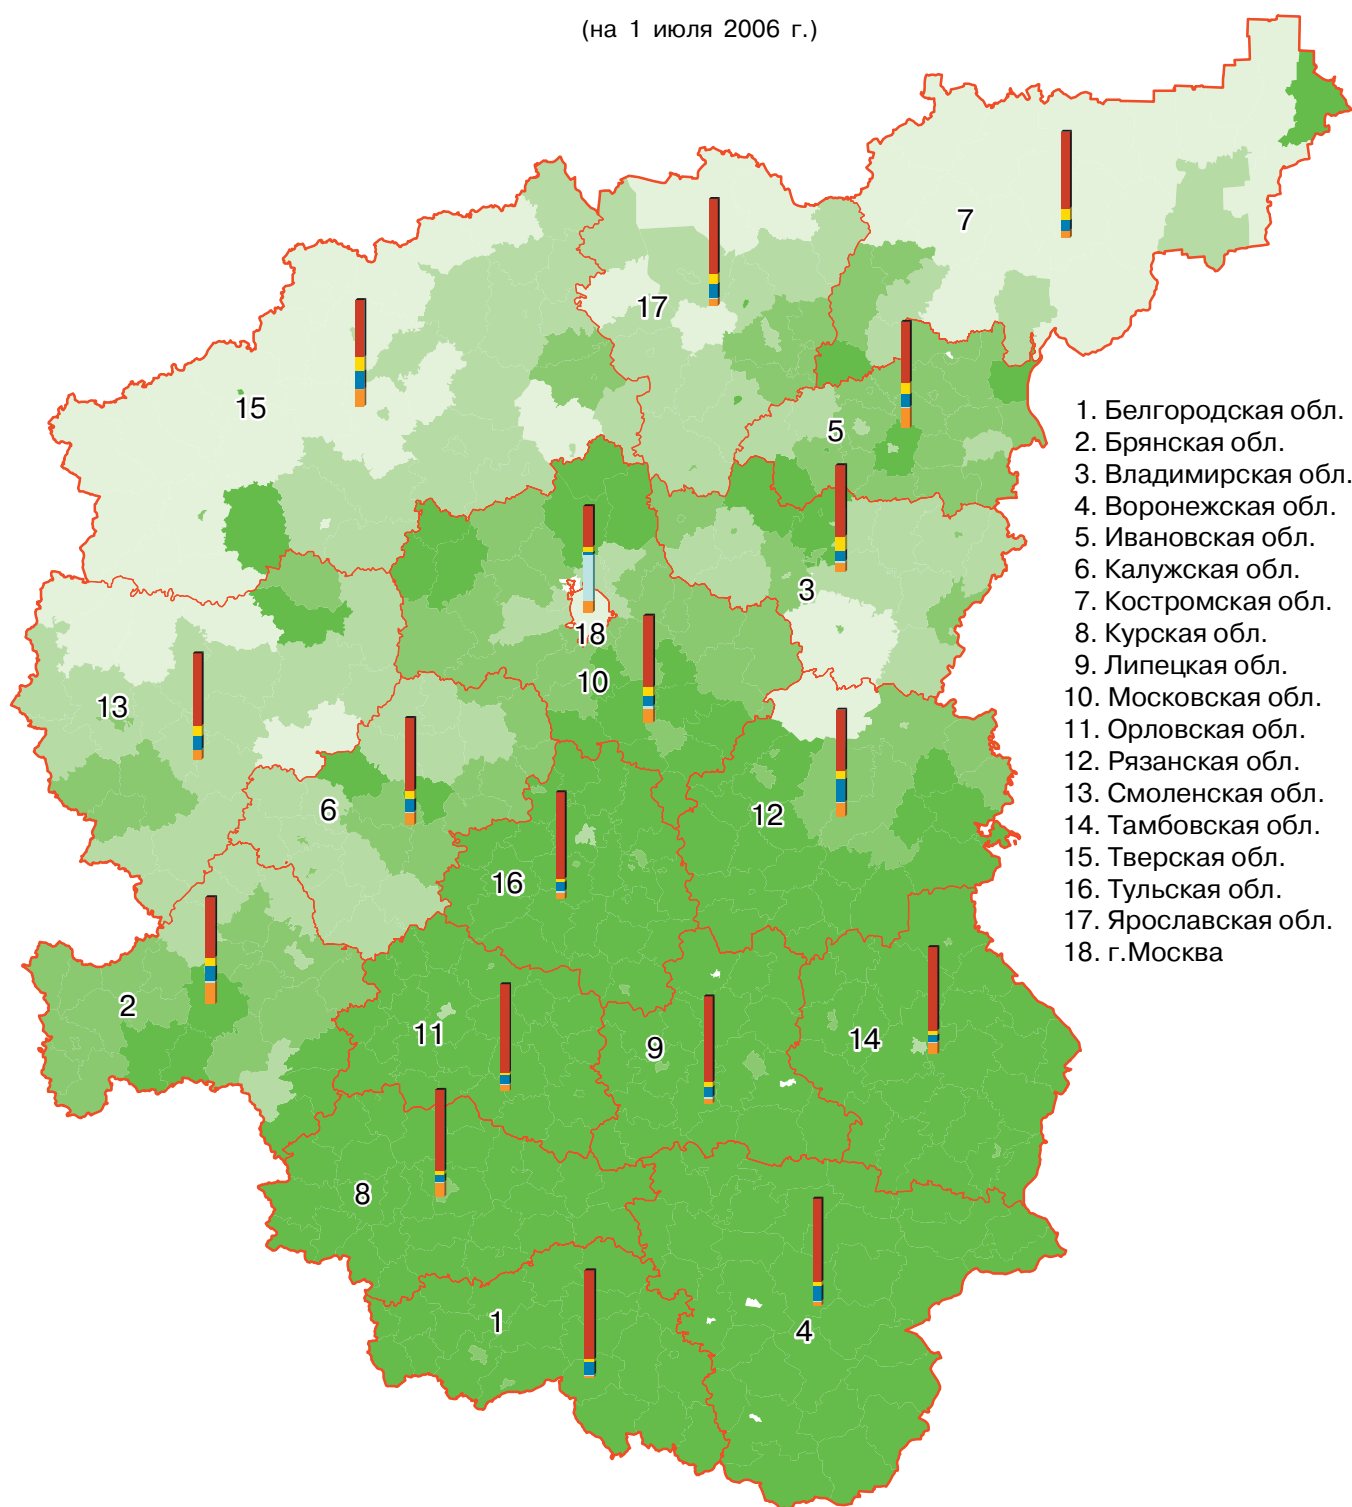 (на 1 июля 2006 г.)
7
17
15
5
3
18
10
13
6
12
16
2
11
9
14
8
1
4
1. Белгородская обл.
2. Брянская обл.
3. Владимирская обл.
4. Воронежская обл.
5. Ивановская обл.
6. Калужская обл.
7. Костромская обл.
8. Курская обл.
9. Липецкая обл.
10. Московская обл.
11. Орловская обл.
12. Рязанская обл.
13. Смоленская обл.
14. Тамбовская обл.
15. Тверская обл.
16. Тульская обл.
17. Ярославская обл.
18. г.Москва